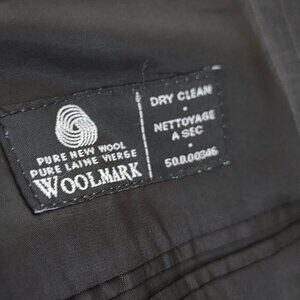 PURE NEW WOOL
PURE LAINE VIERGE
WOOLMARK
DRY CLEAN
•
NETTOYAGE
A SEC
•
50.0.00346